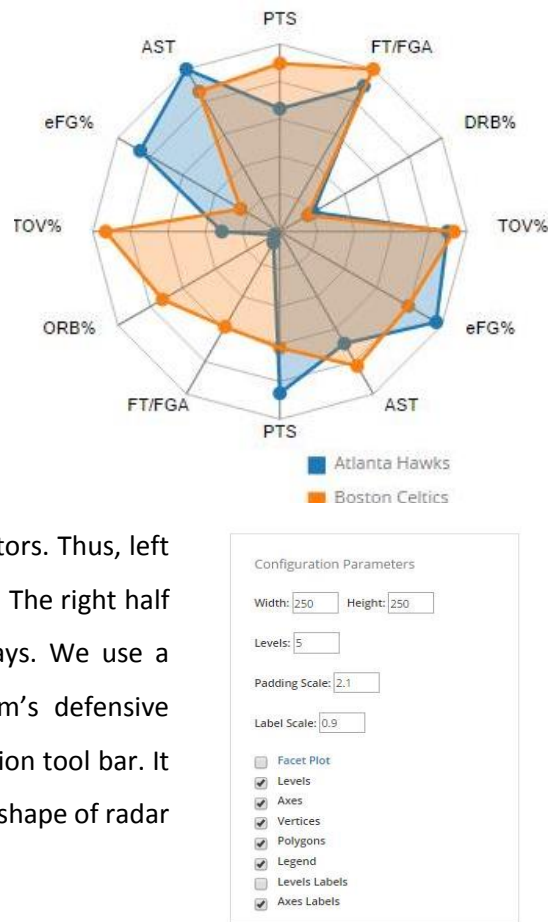 PTS
AST
FT/FGA
eFG%
DRB%
TOV%
TOV%
ORB%
eFG%
FT/FGA
AST
PTS
Atlanta Hawks
Boston Celtics
tors. Thus, left
The right half
ays. We use a
m’s defensive
ion tool bar. It
shape of radar
Configuration Parameters
Width: 250 Height: 250
Levels: 5
Padding Scale: 2.1
Label Scale: 0.9
Facet Plot
Levels
Axes
Vertices
Polygons
Legend
Levels Labels
Axes Labels